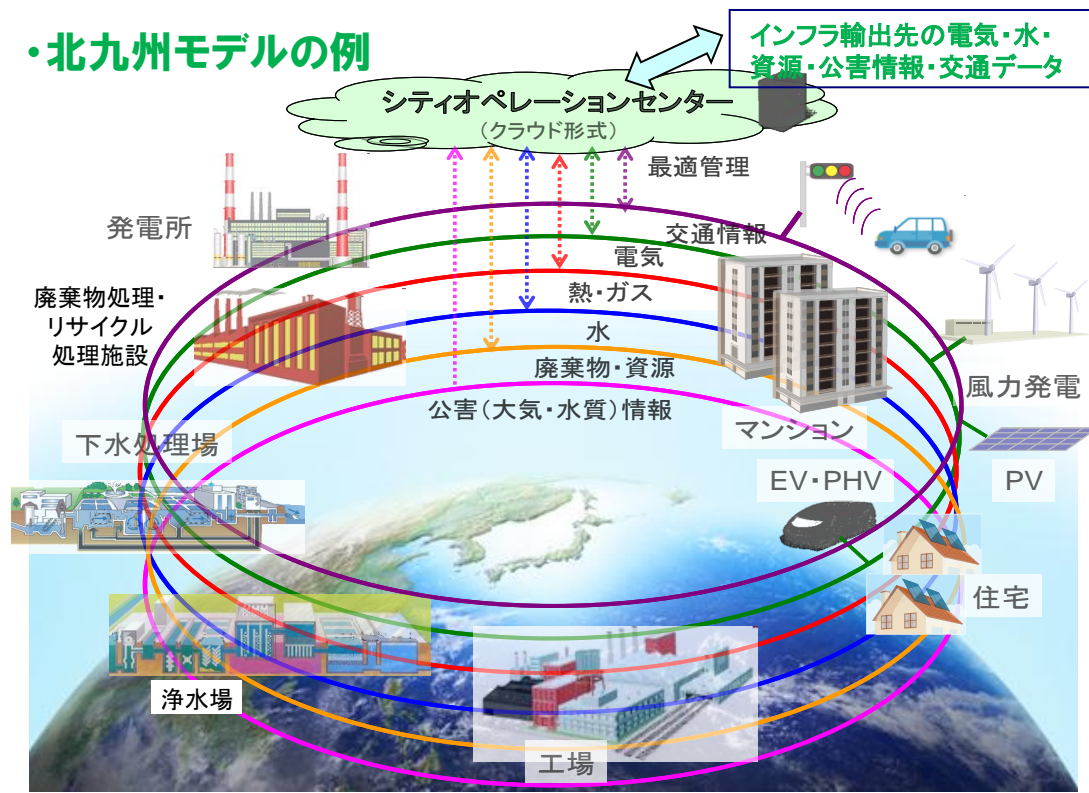 ・北九州モデルの例
インフラ輸出先の電気・水・
資源・公害情報・交通データ
シティオペレーションセンター
（クラウド形式）
最適管理
発電所
交通情報
電気
廃棄物処理・
リサイクル
処理施設
熱・ガス
水
廃棄物・資源
公害（大気・水質）情報
風力発電
マンション
下水処理場
EV・PHV
PV
住宅
浄水場
工場